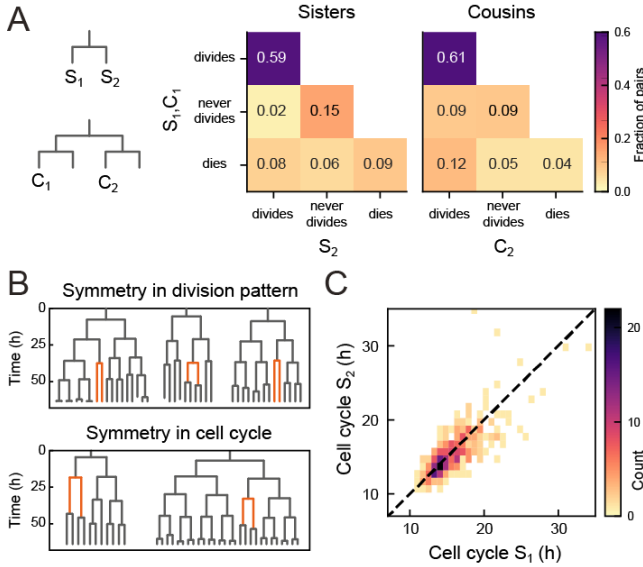 A
Sisters
Cousins
S1 S2
C1 C2
S1,C1
divides
never
divides
dies
0.59
0.02 0.15
0.08 0.06 0.09
divides never
divides dies
S2
0.61
0.09 0.09
0.12 0.05 0.04
divides never
divides dies
C2
0.6
0.4
0.2
0.0
Fraction of pairs
B
Symmetry in division pattern
Time (h)
0
25
50
Symmetry in cell cycle
Time (h)
0
25
50
C
Cell cycle S2 (h)
30
20
10
10 20 30
Cell cycle S1 (h)
20
10
0
Count